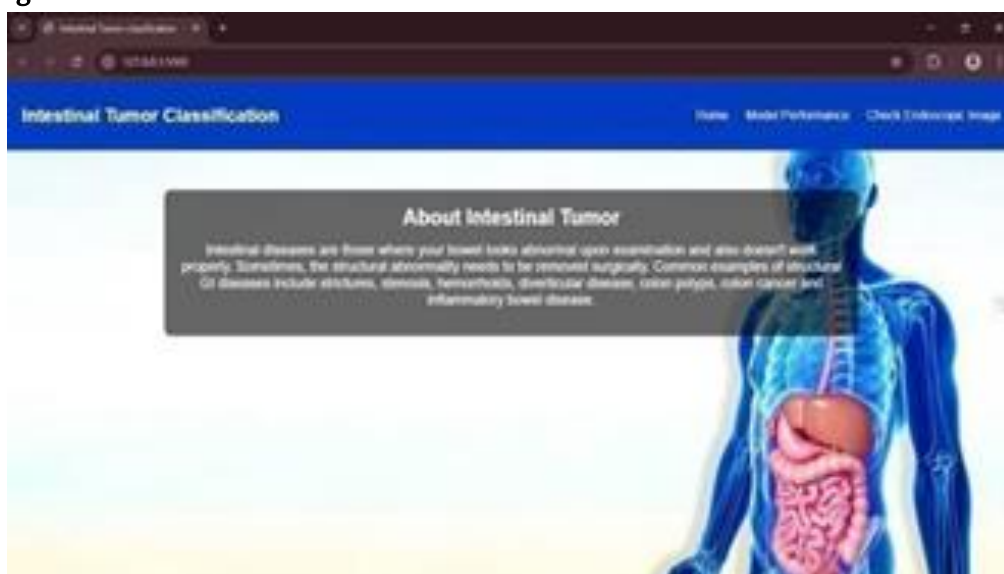 Intestinal Tumor Classification
Intestinal Tumor Classification
Home Model Performance Check Endoscopic Image
About Intestinal Tumor
Intestinal diseases are those where your bowel looks abnormal upon examination and also doesn't work
properly. Sometimes, the structural abnormality needs to be removed surgically. Common examples of structural
GI diseases include strictures, stenosis, hemorrhoids, diverticular disease, colon polyps, colon cancer and
inflammatory bowel disease.